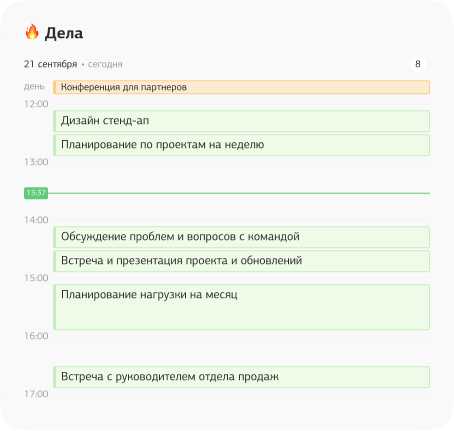 🔥 Дела
21 сентября • сегодня 8
день Конференция для партнеров
12:00
Дизайн стенд-ап
Планирование по проектам на неделю
13:00
13:37
14:00
Обсуждение проблем и вопросов с командой
Встреча и презентация проекта и обновлений
15:00
Планирование нагрузки на месяц
16:00
Встреча с руководителем отдела продаж
17:00